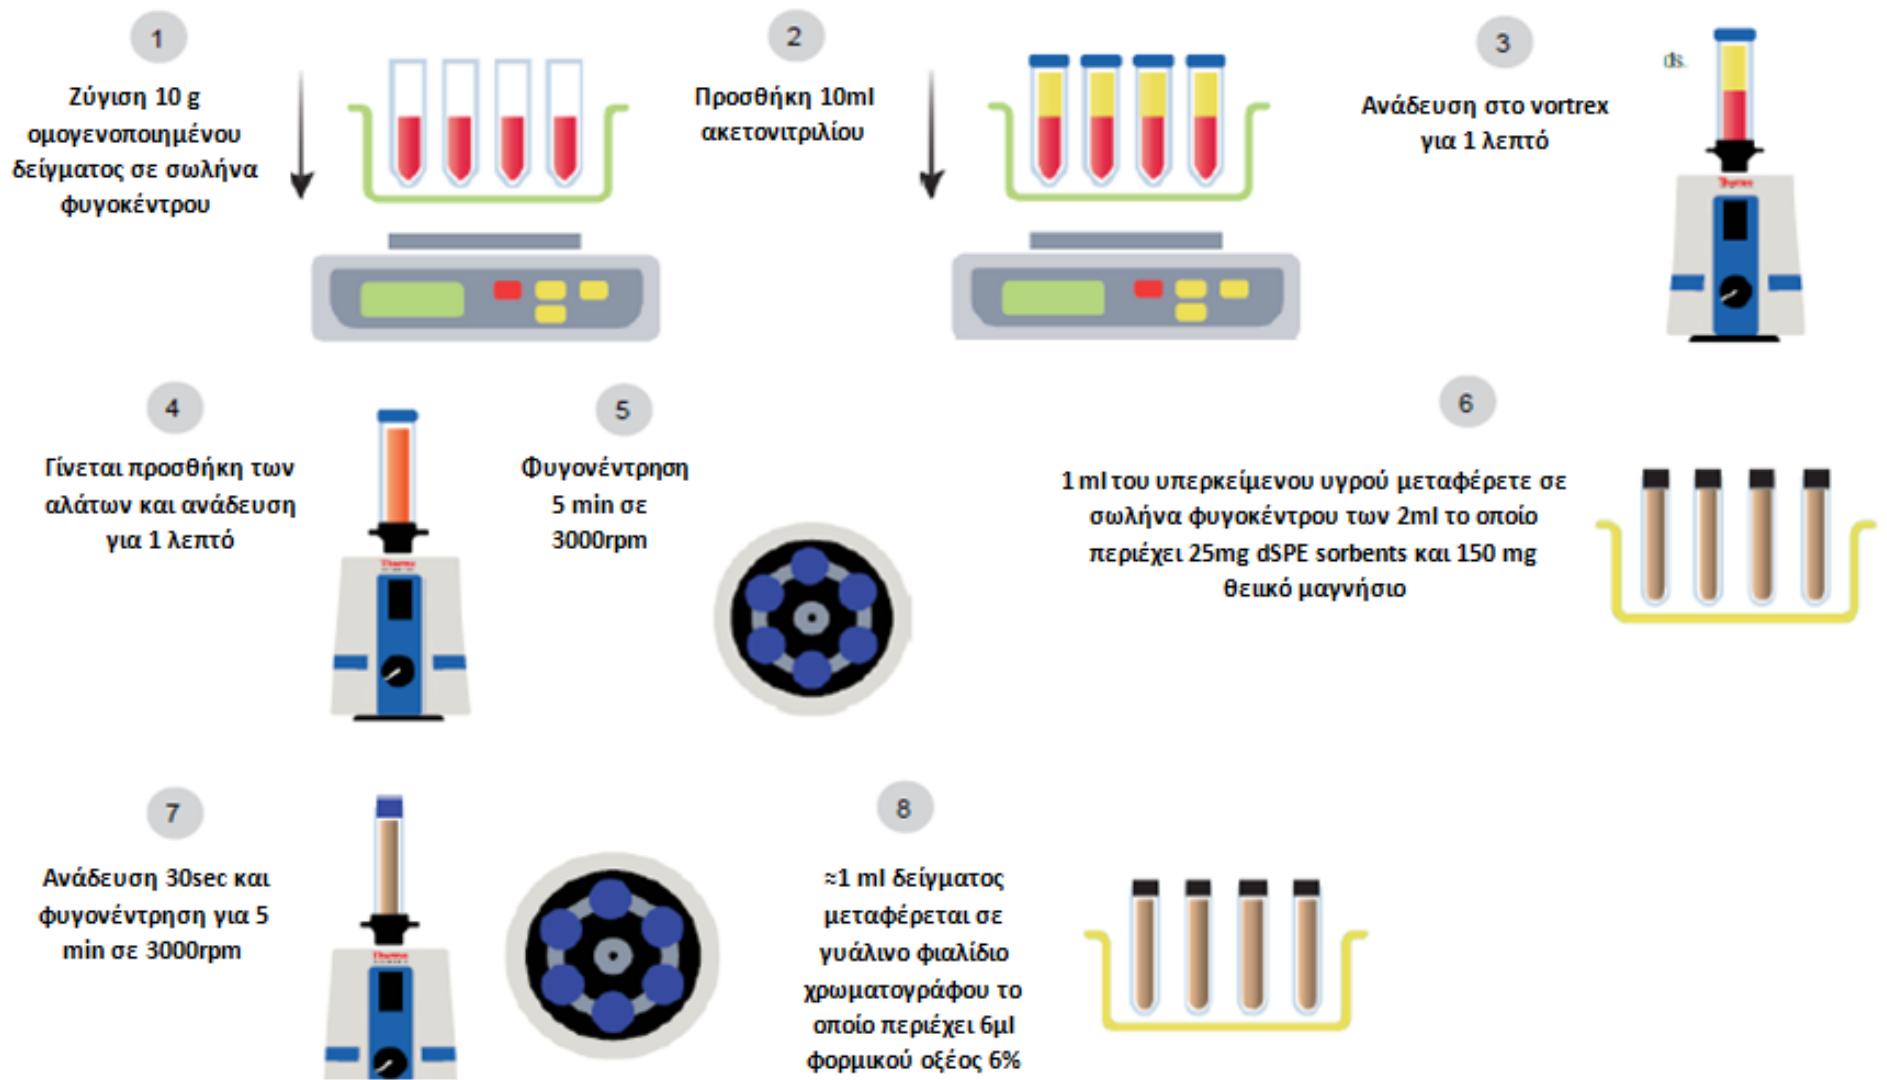 1
Ζύγιση 10 g
ομογενοποιημένου
δείγματος σε σωλήνα
φυγοκέντρου
2
Προσθήκη 10ml
ακετονιτριλίου
3
Ανάδευση στο vortrex
για 1 λεπτό
ds.
Thermo
4
Γίνεται προσθήκη των
αλάτων και ανάδευση
για 1 λεπτό
Thermo
5
Φυγονέντρηση
5 min σε
3000rpm
6
1 ml του υπερκείμενου υγρού μεταφέρετε σε
σωλήνα φυγοκέντρου των 2ml το οποίο
περιέχει 25mg dSPE sorbents και 150 mg
θειικό μαγνήσιο
7
Ανάδευση 30sec και
φυγονέντρηση για 5
min σε 3000rpm
Thermo
8
≈1 ml δείγματος
μεταφέρεται σε
γυάλινο φιαλίδιο
χρωματογράφου το
οποίο περιέχει 6μl
φορμικού οξέος 6%